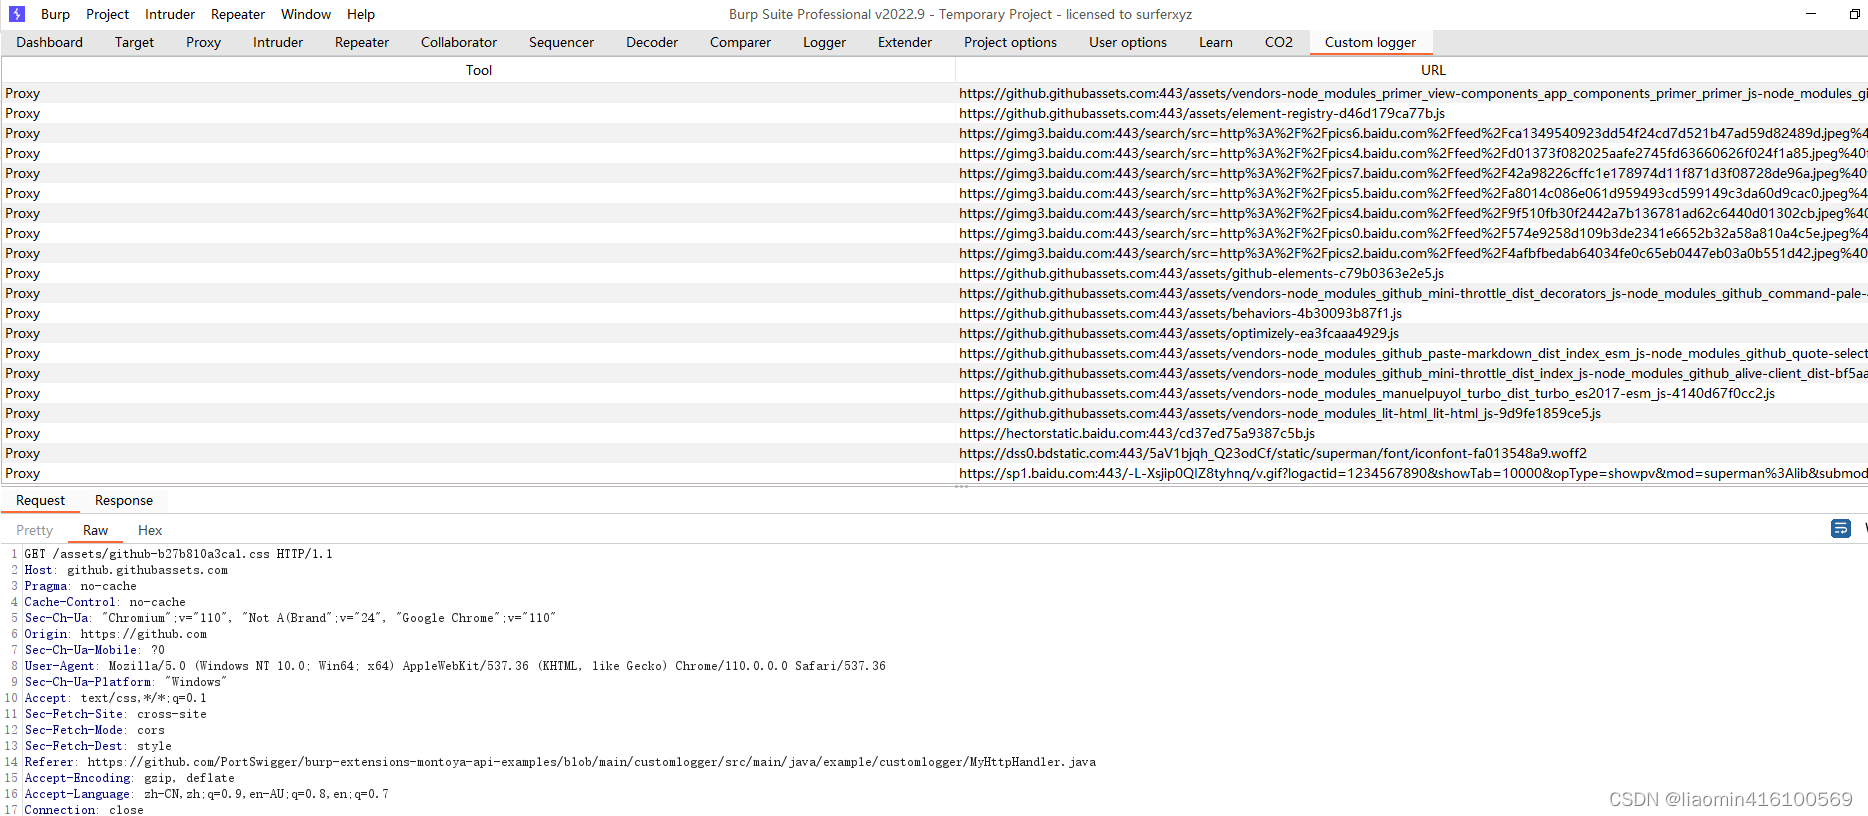 Burp Project Intruder Repeater Window Help
Burp Suite Professional v2022.9 - Temporary Project - licensed to surferxyz
Dashboard Target Proxy Intruder Repeater Collaborator Sequencer Decoder Comparer Logger Extender Project options User options Learn CO2 Custom logger
Tool URL
Proxy https://github.githubassets.com:443/assets/vendors-node_modules_primer_view-components_app_components_primer_primer_js-node_modules_gi
Proxy https://github.githubassets.com:443/assets/element-registry-d46d179ca77b.js
Proxy https://gimg3.baidu.com:443/search/src=http%3A%2F%2Fpics6.baidu.com%2Ffeed%2Fca1349540923dd54f24cd7d521b47ad59d82489d.jpeg%4
Proxy https://gimg3.baidu.com:443/search/src=http%3A%2F%2Fpics4.baidu.com%2Ffeed%2Fd01373f082025aafe2745fd63660626f024f1a85.jpeg%40f
Proxy https://gimg3.baidu.com:443/search/src=http%3A%2F%2Fpics7.baidu.com%2Ffeed%2F42a98226cffc1e178974d11f871d3f08728de96a.jpeg%40
Proxy https://gimg3.baidu.com:443/search/src=http%3A%2F%2Fpics5.baidu.com%2Ffeed%2Fa8014c086e061d959493cd599149c3da60d9cac0.jpeg%4
Proxy https://gimg3.baidu.com:443/search/src=http%3A%2F%2Fpics4.baidu.com%2Ffeed%2F9f510fb30f2442a7b136781ad62c6440d01302cb.jpeg%40
Proxy https://gimg3.baidu.com:443/search/src=http%3A%2F%2Fpics0.baidu.com%2Ffeed%2F574e9258d109b3de2341e6652b32a58a810a4c5e.jpeg%4
Proxy https://gimg3.baidu.com:443/search/src=http%3A%2F%2Fpics2.baidu.com%2Ffeed%2F4afbfbedab64034fe0c65eb0447eb03a0b551d42.jpeg%40
Proxy https://github.githubassets.com:443/assets/github-elements-c79b0363e2e5.js
Proxy https://github.githubassets.com:443/assets/vendors-node_modules_github_mini-throttle_dist_decorators_js-node_modules_github_command-pale-
Proxy https://github.githubassets.com:443/assets/behaviors-4b30093b87f1.js
Proxy https://github.githubassets.com:443/assets/optimizely-ea3fcaaa4929.js
Proxy https://github.githubassets.com:443/assets/vendors-node_modules_github_paste-markdown_dist_index_esm_js-node_modules_github_quote-select
Proxy https://github.githubassets.com:443/assets/vendors-node_modules_github_mini-throttle_dist_index_js-node_modules_github_alive-client_dist-bf5aa
Proxy https://github.githubassets.com:443/assets/vendors-node_modules_manuelpuyol_turbo_dist_turbo_es2017-esm_js-4140d67f0cc2.js
Proxy https://github.githubassets.com:443/assets/vendors-node_modules_lit-html_lit-html_js-9d9fe1859ce5.js
Proxy https://hectorstatic.baidu.com:443/cd37ed75a9387c5b.js
Proxy https://dss0.bdstatic.com:443/5aV1bjqh_Q23odCf/static/superman/font/iconfont-fa013548a9.woff2
Proxy https://sp1.baidu.com:443/-L-Xsjip0QIZ8tyhnq/v.gif?logactid=1234567890&showTab=10000&opType=showpv&mod=superman%3Alib&submod
Request Response
Pretty Raw Hex
1 GET /assets/github-b27b810a3ca1.css HTTP/1.1
2 Host: github.githubassets.com
3 Pragma: no-cache
4 Cache-Control: no-cache
5 Sec-Ch-Ua: "Chromium";v="110", "Not A(Brand";v="24", "Google Chrome";v="110"
6 Origin: https://github.com
7 Sec-Ch-Ua-Mobile: ?0
8 User-Agent: Mozilla/5.0 (Windows NT 10.0; Win64; x64) AppleWebKit/537.36 (KHTML, like Gecko) Chrome/110.0.0.0 Safari/537.36
9 Sec-Ch-Ua-Platform: "Windows"
10 Accept: text/css,*/*;q=0.1
11 Sec-Fetch-Site: cross-site
12 Sec-Fetch-Mode: cors
13 Sec-Fetch-Dest: style
14 Referer: https://github.com/PortSwigger/burp-extensions-montoya-api-examples/blob/main/customlogger/src/main/java/example/customlogger/MyHttpHandler.java
15 Accept-Encoding: gzip, deflate
16 Accept-Language: zh-CN,zh;q=0.9,en-AU;q=0.8,en;q=0.7
17 Connection: close
CSDN @liaomin416100569